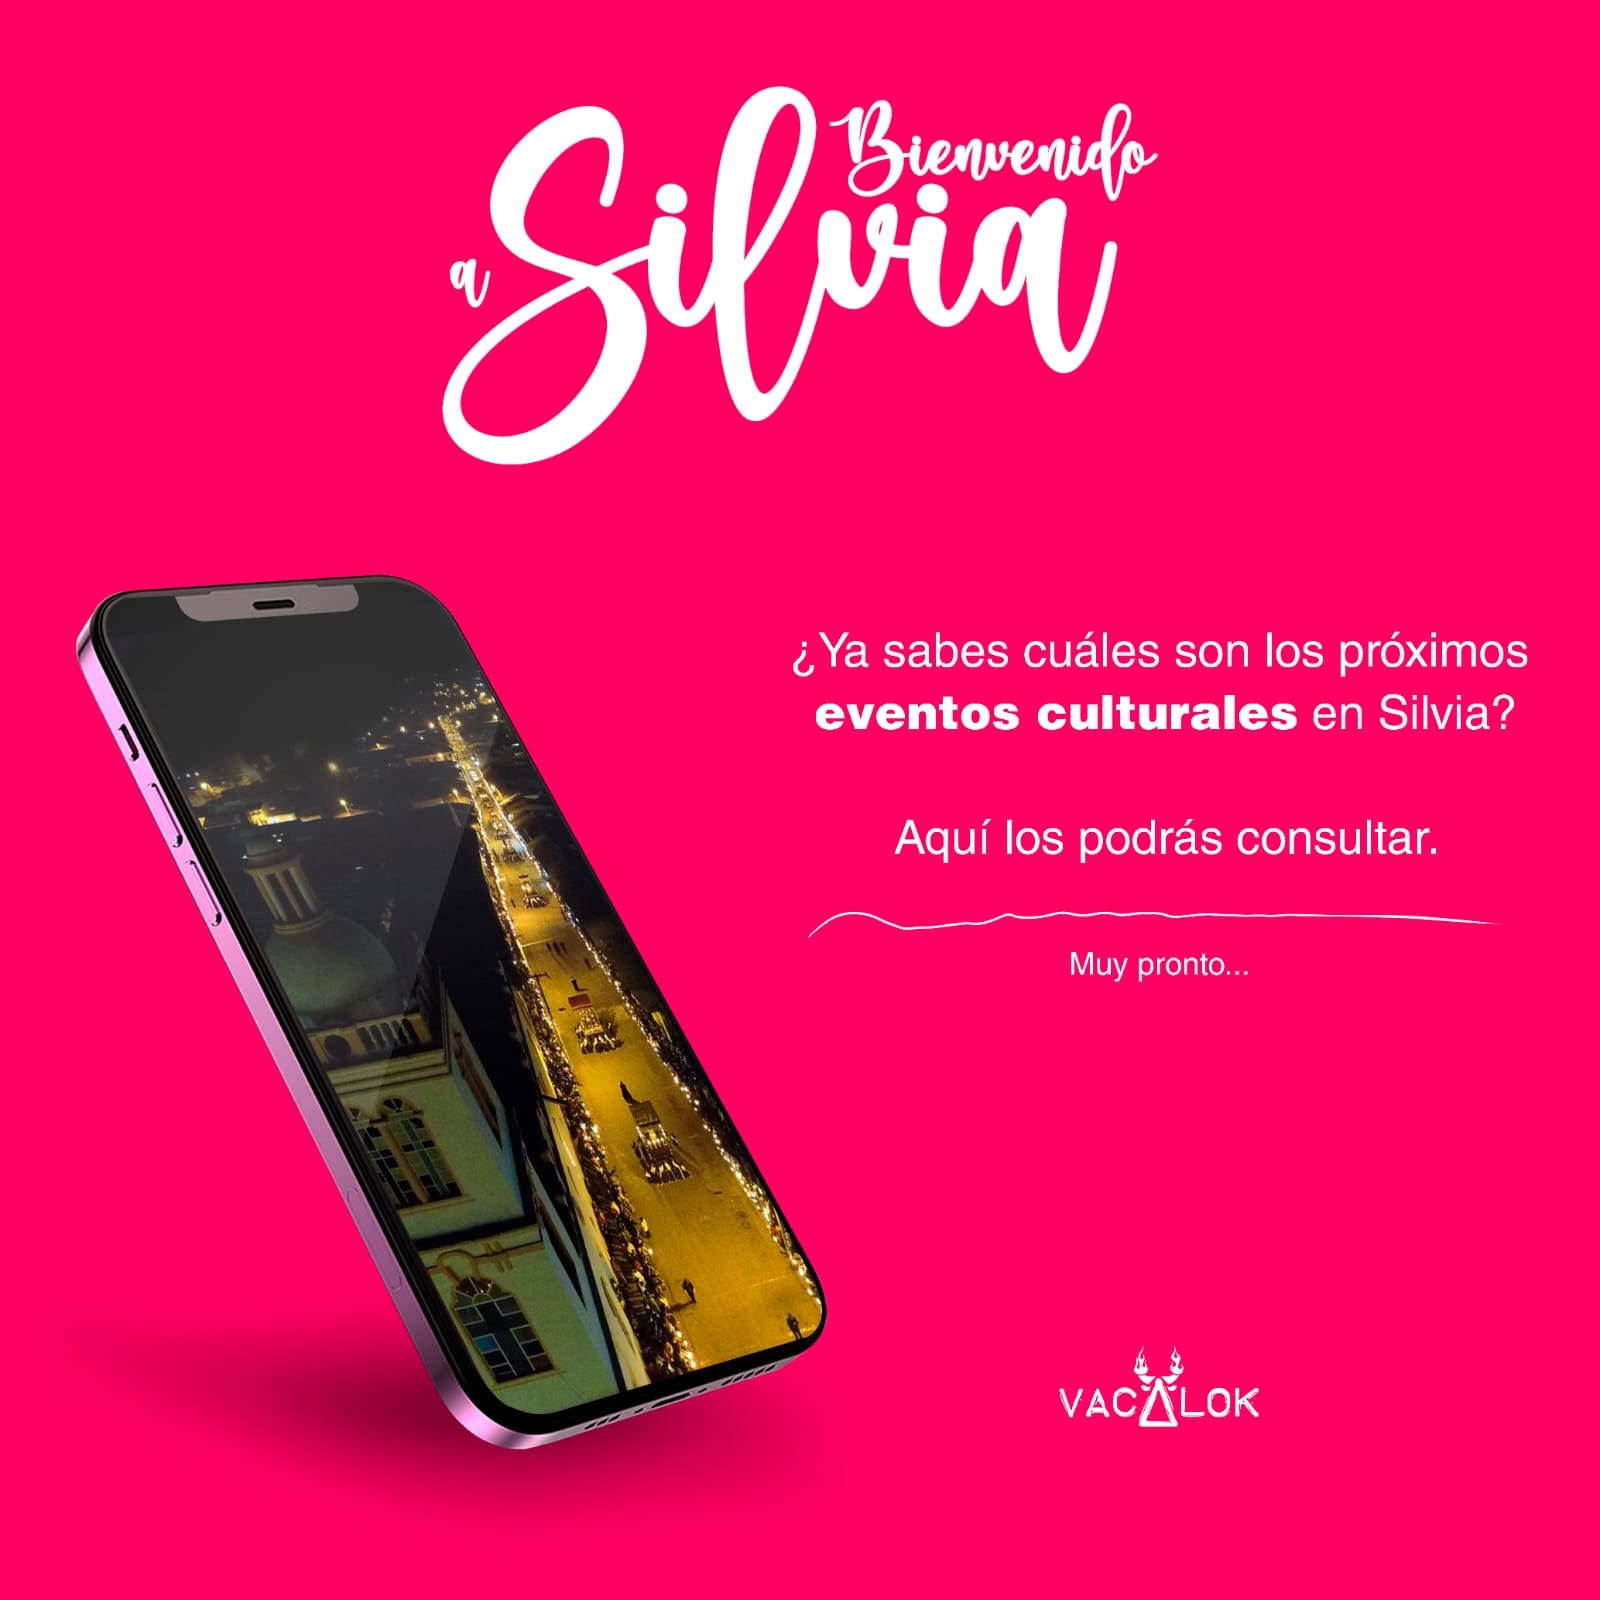 Bienvenido
a Silvia
¿Ya sabes cuáles son los próximos
eventos culturales en Silvia?
Aquí los podrás consultar.
Muy pronto...
VACALOK